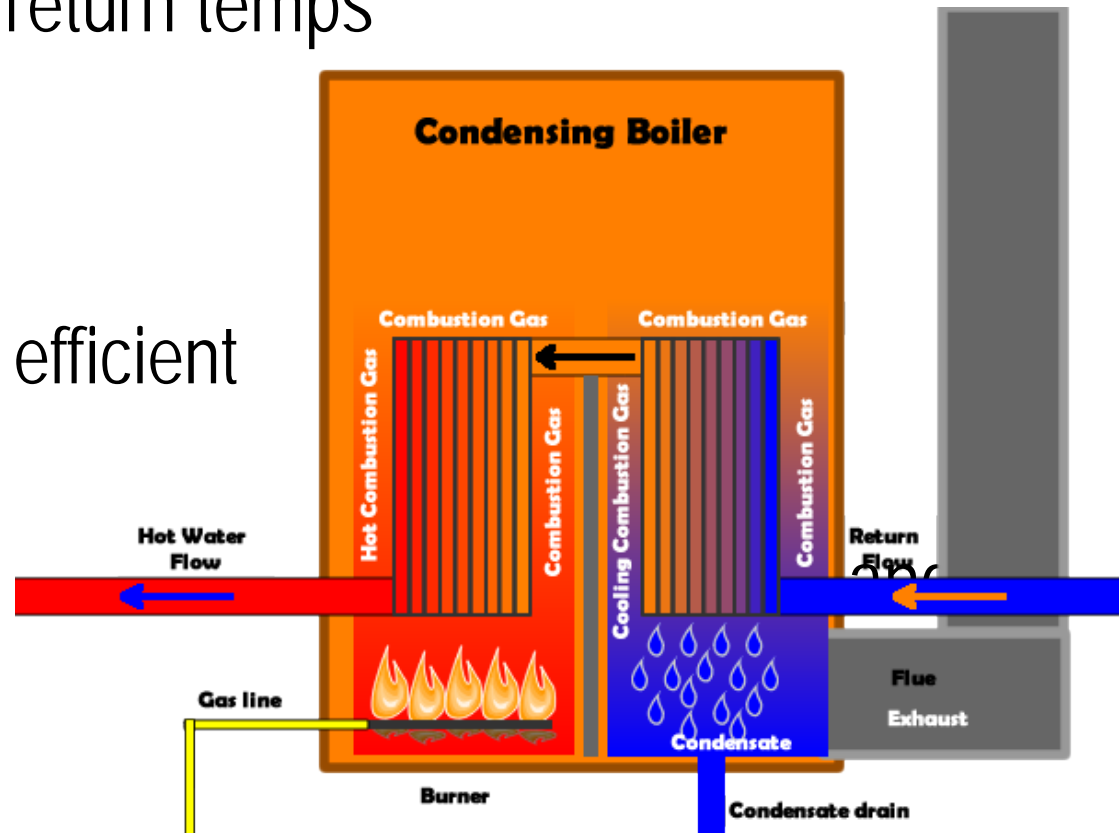 return temps
Condensing Boiler
efficient
Combustion Gas
Combustion Gas
Hot Combustion Gas
Combustion Gas
Cooling Combustion Gas
Combustion Gas
Hot Water
Flow
Return
Flow
Gas line
Flue
Exhaust
Condensate
Burner
Condensate drain